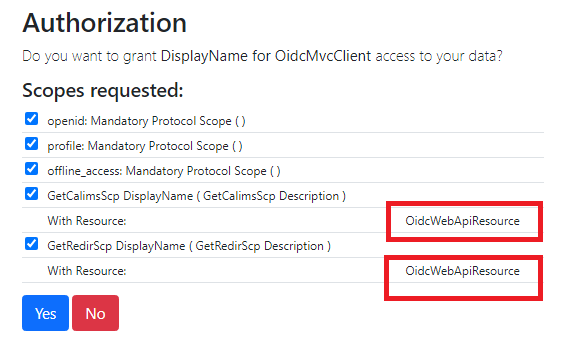 Authorization
Do you want to grant DisplayName for OidcMvcClient access to your data?
Scopes requested:
openid: Mandatory Protocol Scope ( )
profile: Mandatory Protocol Scope ( )
offline_access: Mandatory Protocol Scope ( )
GetCalimsScp DisplayName ( GetCalimsScp Description )
With Resource: OidcWebApiResource
GetRedirScp DisplayName ( GetRedirScp Description )
With Resource: OidcWebApiResource
Yes No